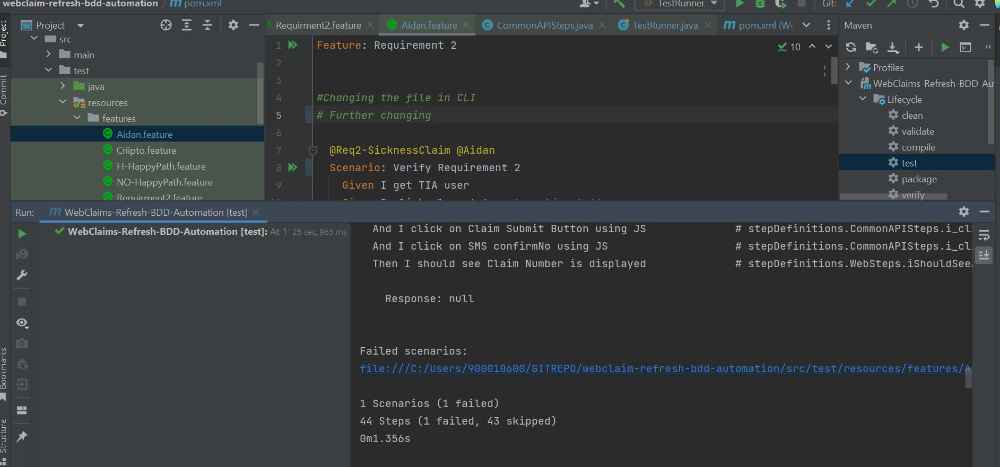 webclaim-refresh-bdd-automation
pom.xml
TestRunner
Git:
Project
Commit
Bookmarks
Structure
Project
src
main
test
java
resources
features
Aidan.feature
Criipto.feature
FI-HappyPath.feature
NO-HappyPath.feature
Requirment2.feature
Requirment2.feature
Aidan.feature
CommonAPISteps.java
TestRunner.java
pom.xml (We
1 Feature: Requirement 2
10
2
3
4 #Changing the file in CLI
5 # Further changing
6
7 @Req2-SicknessClaim @Aidan
8 Scenario: Verify Requirement 2
9 Given I get TIA user
Maven
Profiles
WebClaims-Refresh-BDD-Au
Lifecycle
clean
validate
compile
test
package
verify
Run:
WebClaims-Refresh-BDD-Automation [test]
WebClaims-Refresh-BDD-Automation [test]: At 1' 25 sec, 965 ms
And I click on Claim Submit Button using JS # stepDefinitions.CommonAPISteps.i_cli
And I click on SMS confirmNo using JS # stepDefinitions.CommonAPISteps.i_cli
Then I should see Claim Number is displayed # stepDefinitions.WebSteps.iShouldSee
Response: null
Failed scenarios:
file:///C:/Users/900010600/GITREPO/webclaim-refresh-bdd-automation/src/test/resources/features/A
1 Scenarios (1 failed)
44 Steps (1 failed, 43 skipped)
0m1.356s